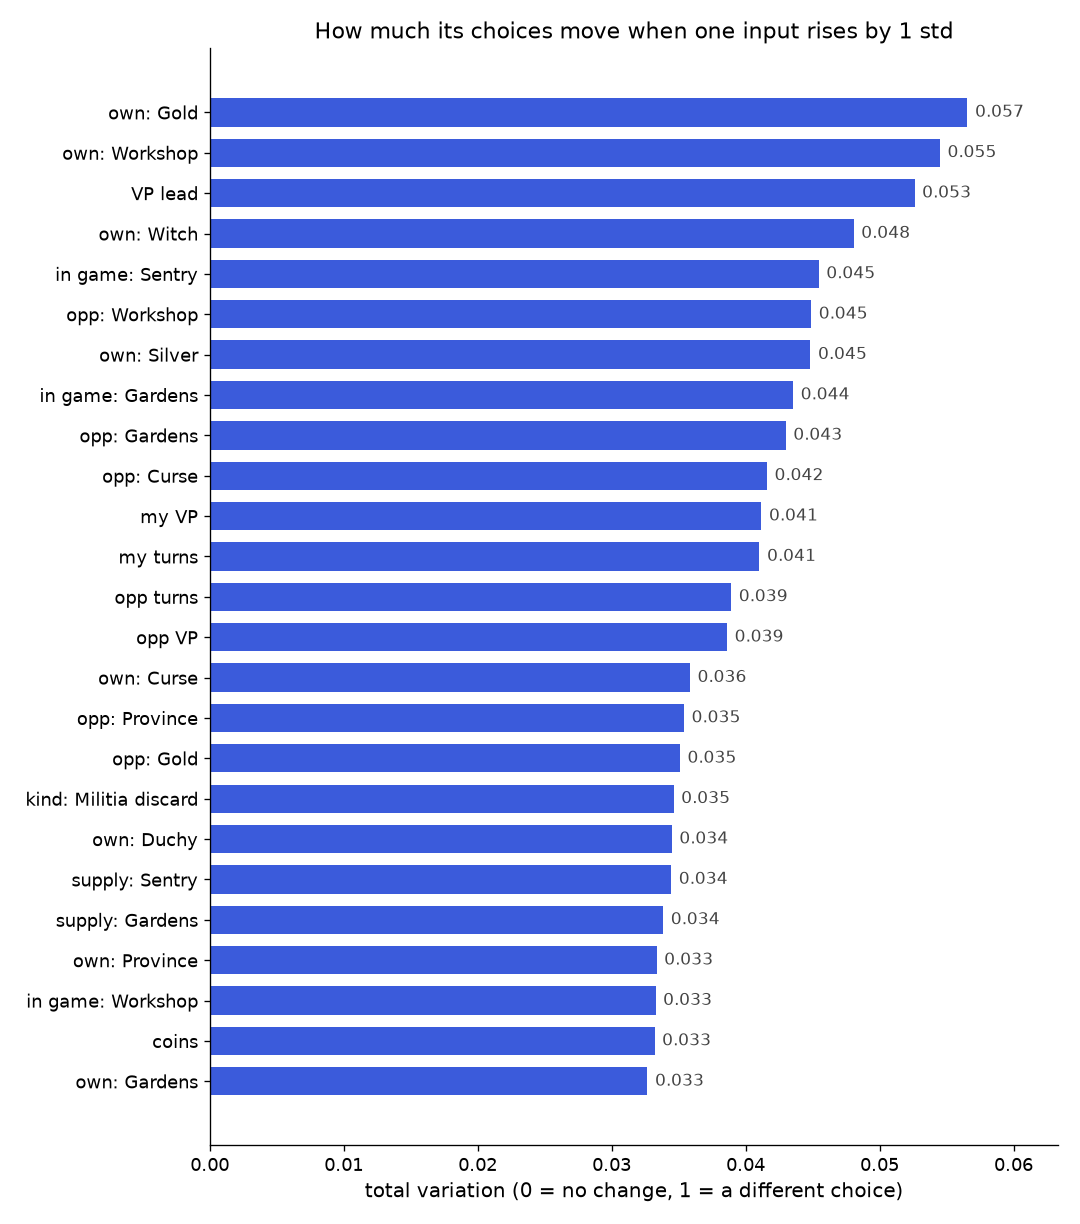 How much its choices move when one input rises by 1 std
own: Gold 0.057
own: Workshop 0.055
VP lead 0.053
own: Witch 0.048
in game: Sentry 0.045
opp: Workshop 0.045
own: Silver 0.045
in game: Gardens 0.044
opp: Gardens 0.043
opp: Curse 0.042
my VP 0.041
my turns 0.041
opp turns 0.039
opp VP 0.039
own: Curse 0.036
opp: Province 0.035
opp: Gold 0.035
kind: Militia discard 0.035
own: Duchy 0.034
supply: Sentry 0.034
supply: Gardens 0.034
own: Province 0.033
in game: Workshop 0.033
coins 0.033
own: Gardens 0.033
0.00 0.01 0.02 0.03 0.04 0.05 0.06
total variation (0 = no change, 1 = a different choice)